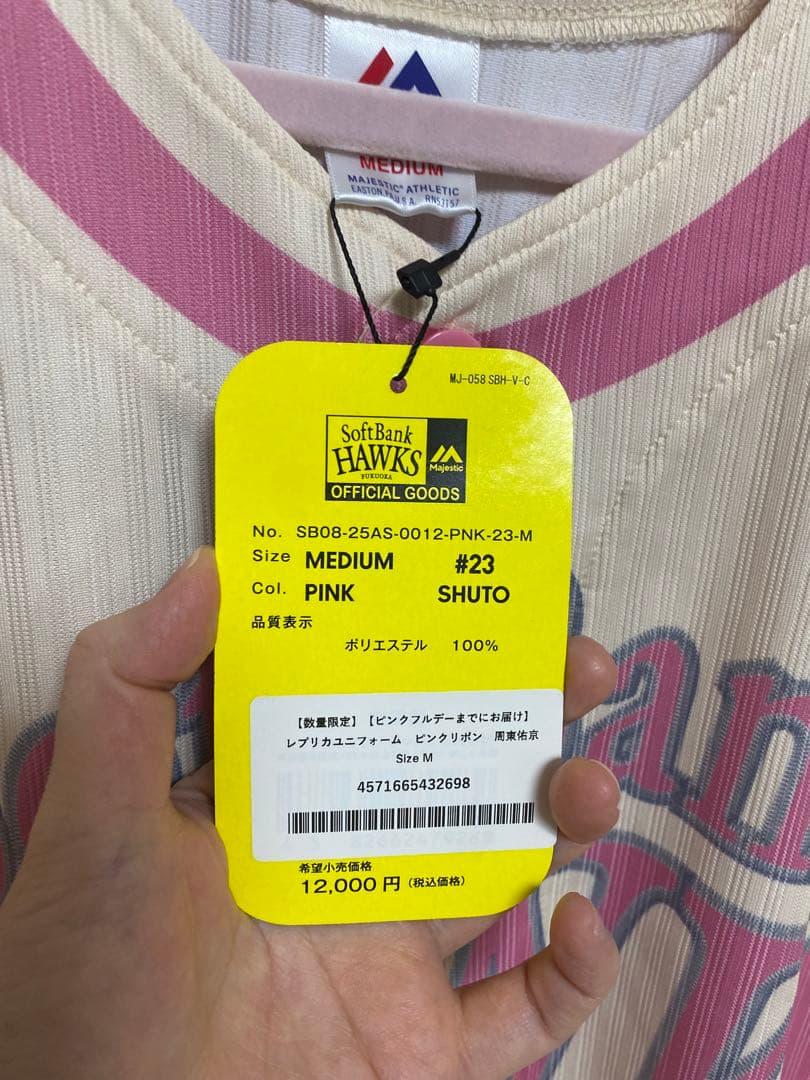 MEDIUM
MAJESTIC® ATHLETIC
EASTON, PA U.S.A. RN53157
MJ-058 SBH-V-C
SoftBank
HAWKS
FUKUOKA
Majestic
OFFICIAL GOODS
No. SB08-25AS-0012-PNK-23-M
Size MEDIUM #23
Col. PINK SHUTO
品質表示
ポリエステル 100%
【数量限定】【ピンクフルデーまでにお届け】
レプリカユニフォーム ピンクリボン 周東佑京
Size M
4571665432698
希望小売価格
12,000円(税込価格)